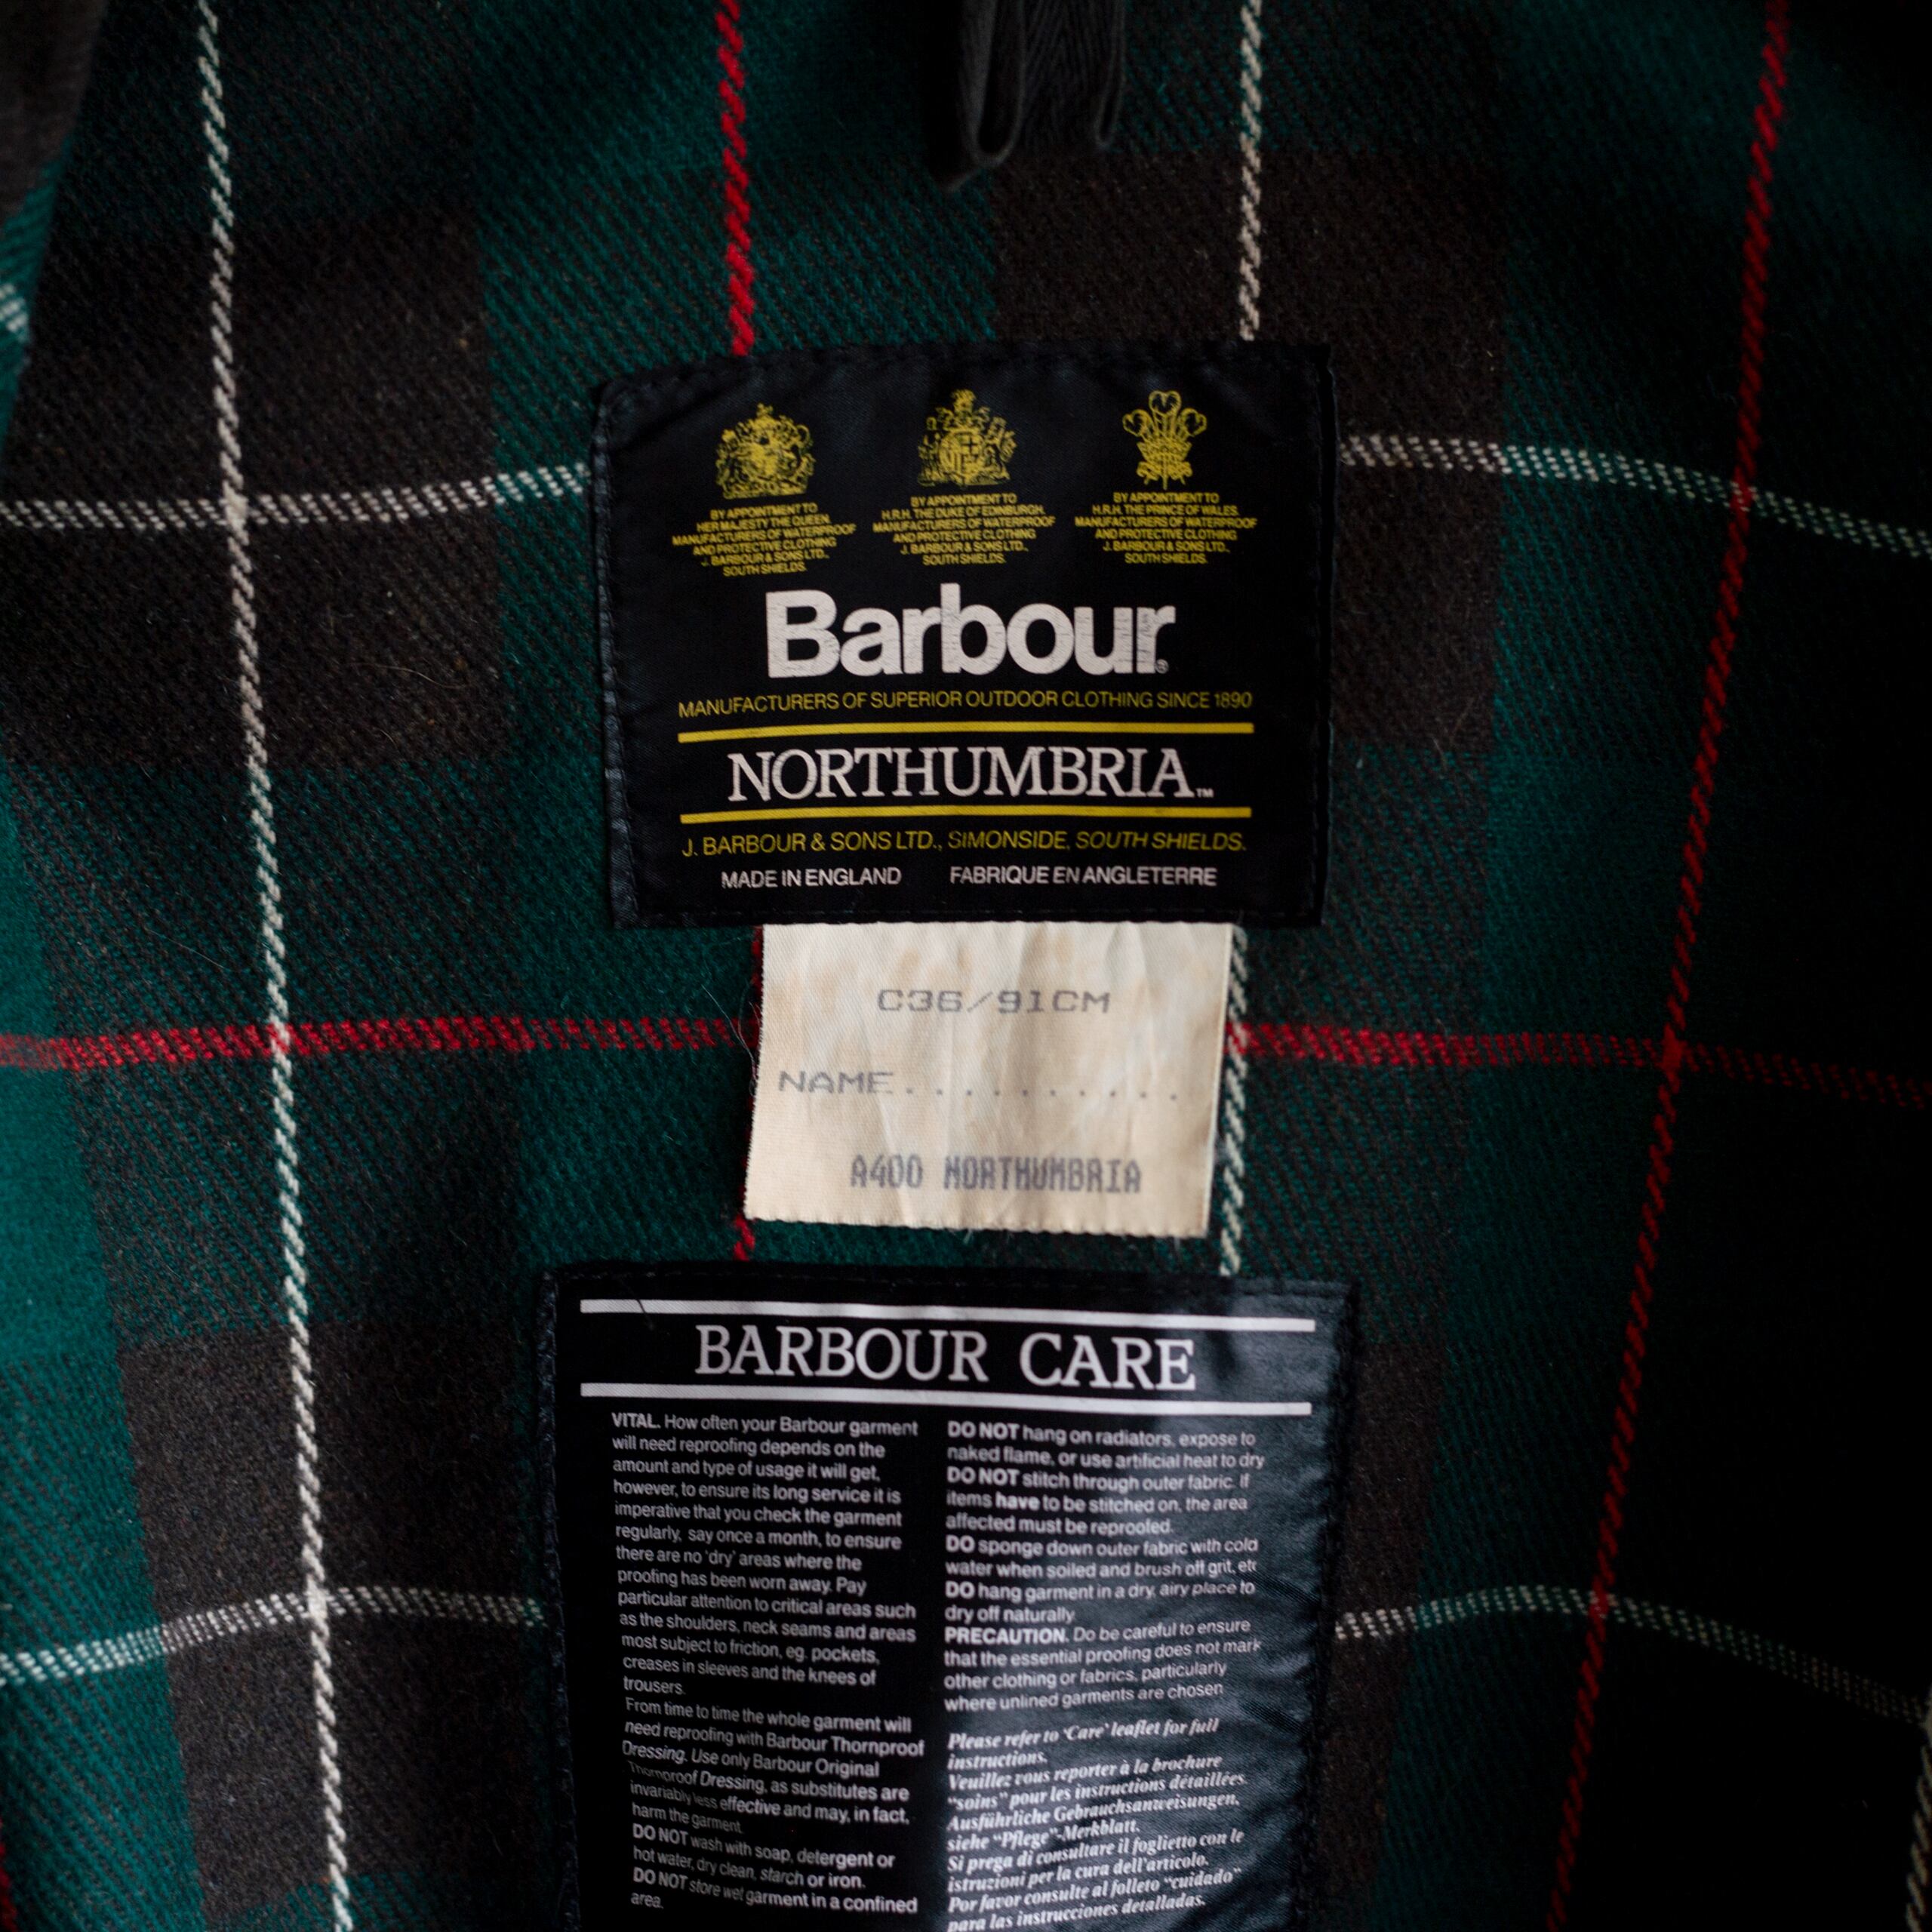 BY APPOINTMENT TO
HER MAJESTY THE QUEEN.
MANUFACTURERS OF WATERPROOF
AND PROTECTIVE CLOTHING
J. BARBOUR & SONS LTD.,
SOUTH SHIELDS.
BY APPOINTMENT TO
H.R.H. THE DUKE OF EDINBURGH.
MANUFACTURERS OF WATERPROOF
AND PROTECTIVE CLOTHING
J. BARBOUR & SONS LTD.,
SOUTH SHIELDS.
BY APPOINTMENT TO
H.R.H. THE PRINCE OF WALES.
MANUFACTURERS OF WATERPROOF
AND PROTECTIVE CLOTHING
J. BARBOUR & SONS LTD.,
SOUTH SHIELDS.
Barbour®
MANUFACTURERS OF SUPERIOR OUTDOOR CLOTHING SINCE 1890
NORTHUMBRIA™
J. BARBOUR & SONS LTD., SIMONSIDE, SOUTH SHIELDS.
MADE IN ENGLAND FABRIQUE EN ANGLETERRE
C36/91CM
NAME..........
A400 NORTHUMBRIA
BARBOUR CARE
VITAL. How often your Barbour garment
will need reproofing depends on the
amount and type of usage it will get,
however, to ensure its long service it is
imperative that you check the garment
regularly, say once a month, to ensure
there are no 'dry' areas where the
proofing has been worn away. Pay
particular attention to critical areas such
as the shoulders, neck seams and areas
most subject to friction, eg. pockets,
creases in sleeves and the knees of
trousers.
From time to time the whole garment will
need reproofing with Barbour Thornproof
Dressing. Use only Barbour Original
Thornproof Dressing, as substitutes are
invariably less effective and may, in fact,
harm the garment.
DO NOT wash with soap, detergent or
hot water, dry clean, starch or iron.
DO NOT store wet garment in a confined
area.
DO NOT hang on radiators, expose to
naked flame, or use artificial heat to dry
DO NOT stitch through outer fabric. If
items have to be stitched on, the area
affected must be reproofed.
DO sponge down outer fabric with cold
water when soiled and brush off grit, etc
DO hang garment in a dry, airy place to
dry off naturally.
PRECAUTION. Do be careful to ensure
that the essential proofing does not mark
other clothing or fabrics, particularly
where unlined garments are chosen
Please refer to 'Care' leaflet for full
instructions.
Veuillez vous reporter à la brochure
"soins" pour les instructions détaillées.
Ausführliche Gebrauchsanweisungen,
siehe "Pflege"-Merkblatt.
Si prega di consultare il foglietto con le
istruzioni per la cura dell'articolo.
Por favor consulte al folleto "cuidado"
para las instrucciones detalladas.